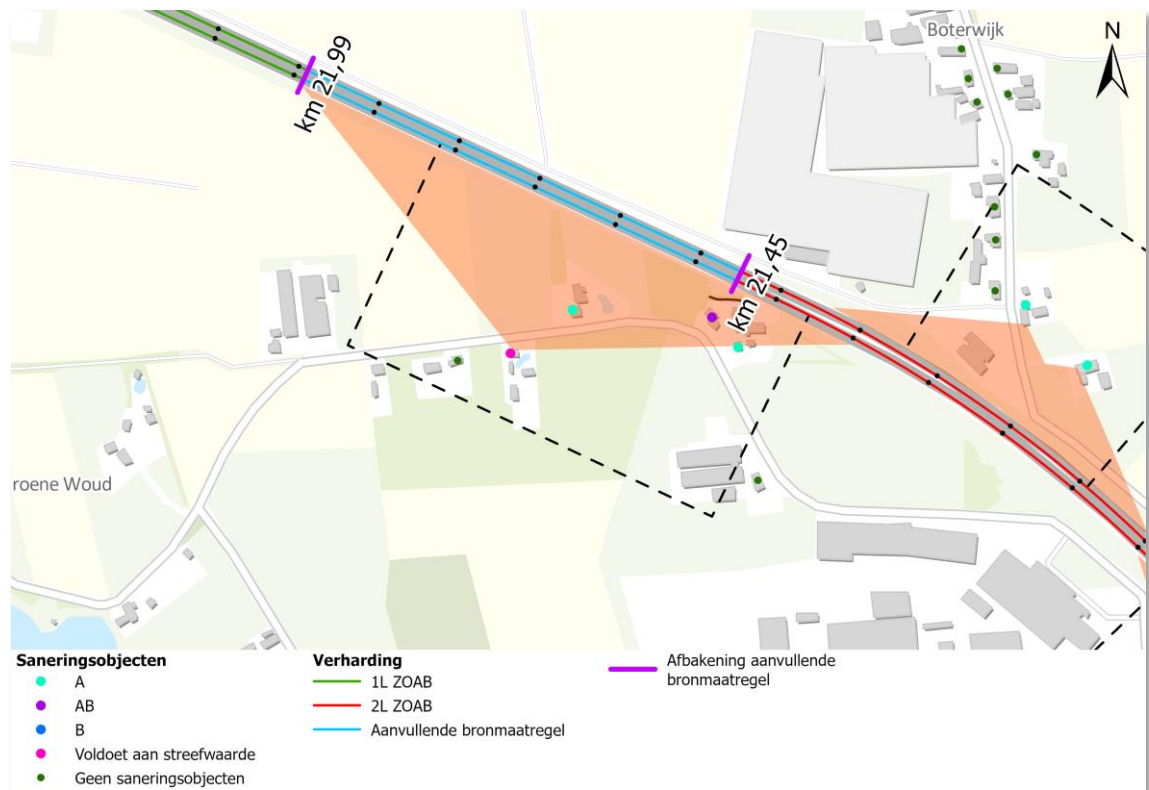 Boterwijk
N
km 21,99
km 21,45
roene Woud
Saneringsobjecten
A
AB
B
Voldoet aan streefwaarde
Geen saneringsobjecten
Verharding
1L ZOAB
2L ZOAB
Aanvullende bronmaatregel
Afbakening aanvullende
bronmaatregel